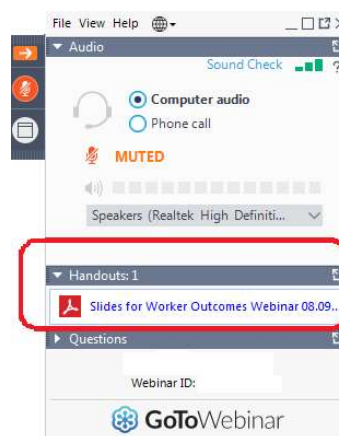 File View Help
Audio
Sound Check ?
Computer audio
Phone call
MUTED
Speakers (Realtek High Definiti...
Handouts: 1
Slides for Worker Outcomes Webinar 08.09..
Questions
Webinar ID:
GoToWebinar